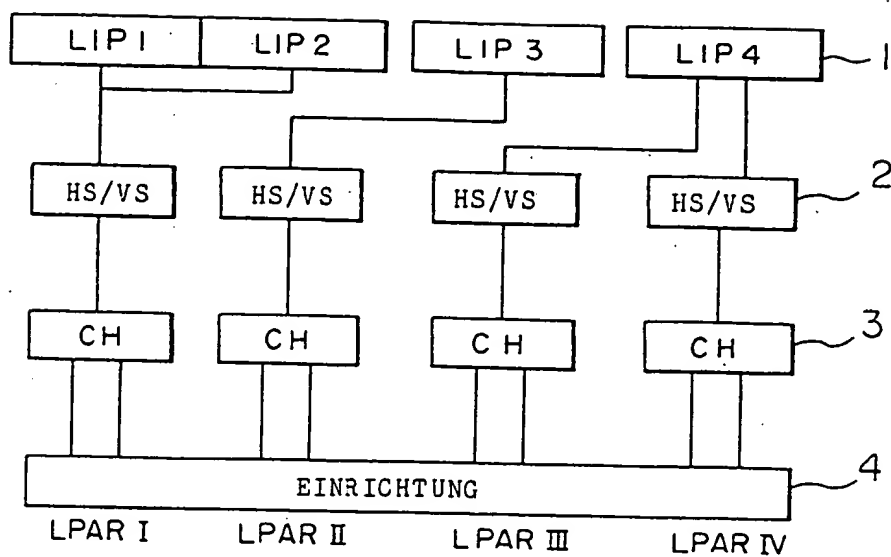 LIP1 LIP2 LIP3 LIP4 1
HS/VS HS/VS HS/VS HS/VS 2
CH CH CH CH 3
EINRICHTUNG 4
LPAR I LPAR II LPAR III LPAR IV